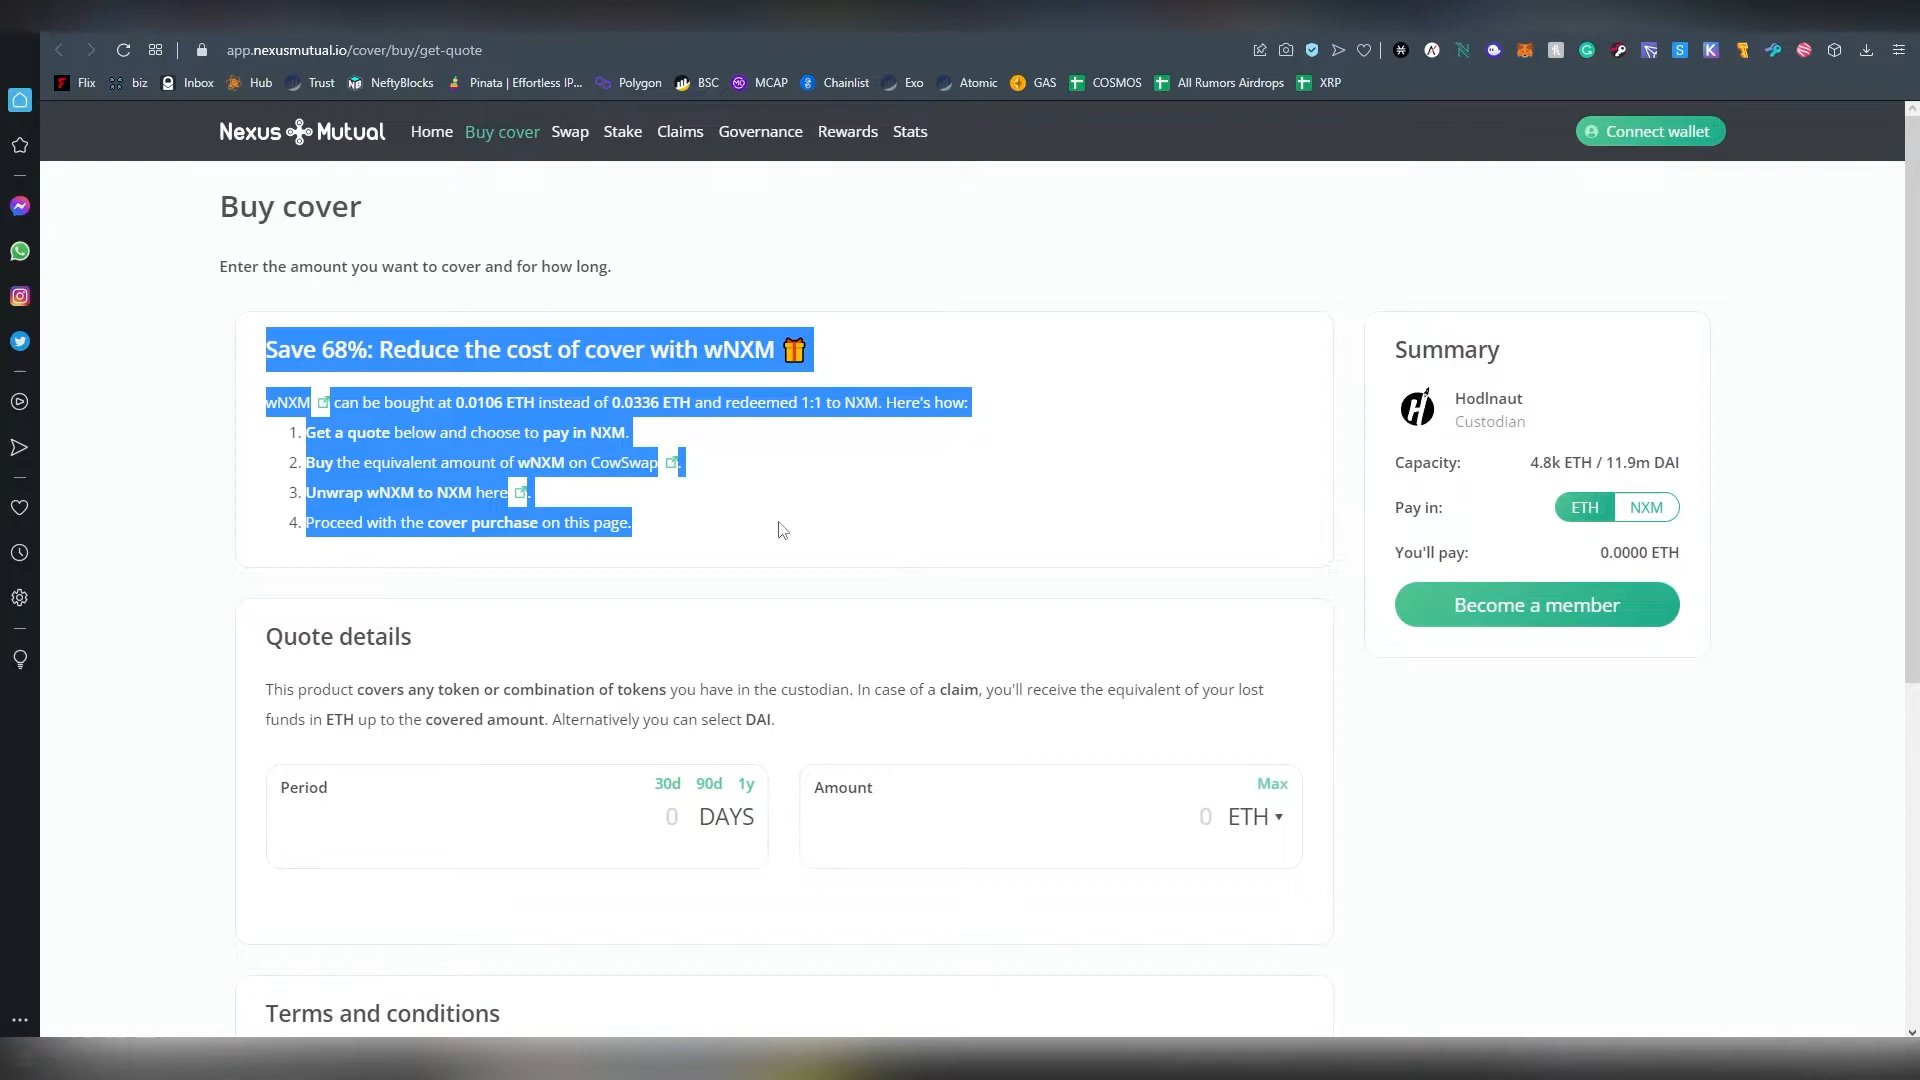 app.nexusmutual.io/cover/buy/get-quote
Flix biz Inbox Hub Trust NeftyBlocks Pinata | Effortless IP... Polygon BSC MCAP Chainlist Exo Atomic GAS COSMOS All Rumors Airdrops XRP
Nexus Mutual Home Buy cover Swap Stake Claims Governance Rewards Stats Connect wallet
Buy cover
Enter the amount you want to cover and for how long.
Save 68%: Reduce the cost of cover with wNXM
wNXM can be bought at 0.0106 ETH instead of 0.0336 ETH and redeemed 1:1 to NXM. Here's how:
1. Get a quote below and choose to pay in NXM.
2. Buy the equivalent amount of wNXM on CowSwap .
3. Unwrap wNXM to NXM here .
4. Proceed with the cover purchase on this page.
Summary
Hodlnaut
Custodian
Capacity: 4.8k ETH / 11.9m DAI
Pay in: ETH NXM
You'll pay: 0.0000 ETH
Become a member
Quote details
This product covers any token or combination of tokens you have in the custodian. In case of a claim, you'll receive the equivalent of your lost
funds in ETH up to the covered amount. Alternatively you can select DAI.
Period 30d 90d 1y
0 DAYS
Amount Max
0 ETH
Terms and conditions